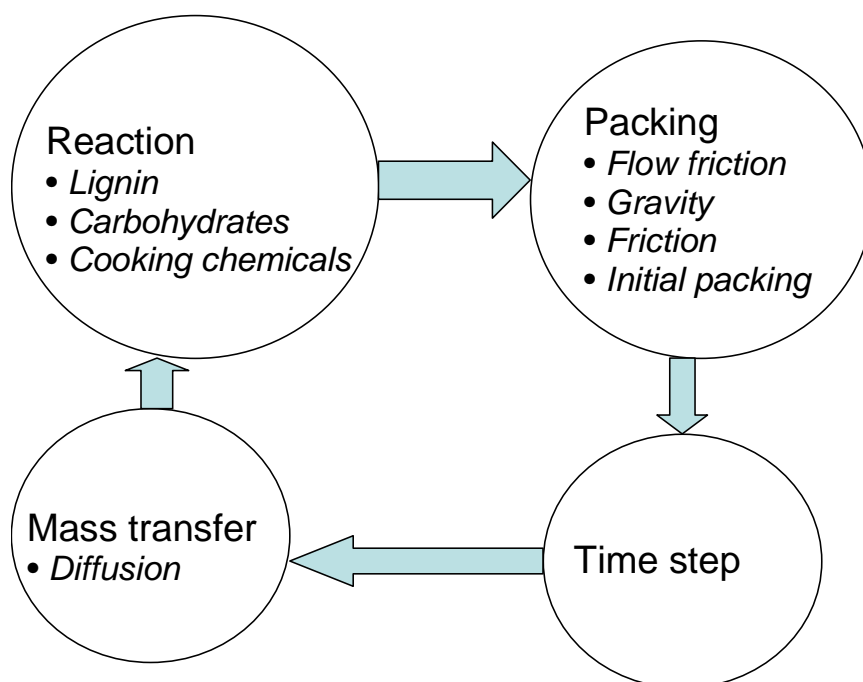 Reaction
• Lignin
• Carbohydrates
• Cooking chemicals
Packing
• Flow friction
• Gravity
• Friction
• Initial packing
Time step
Mass transfer
• Diffusion